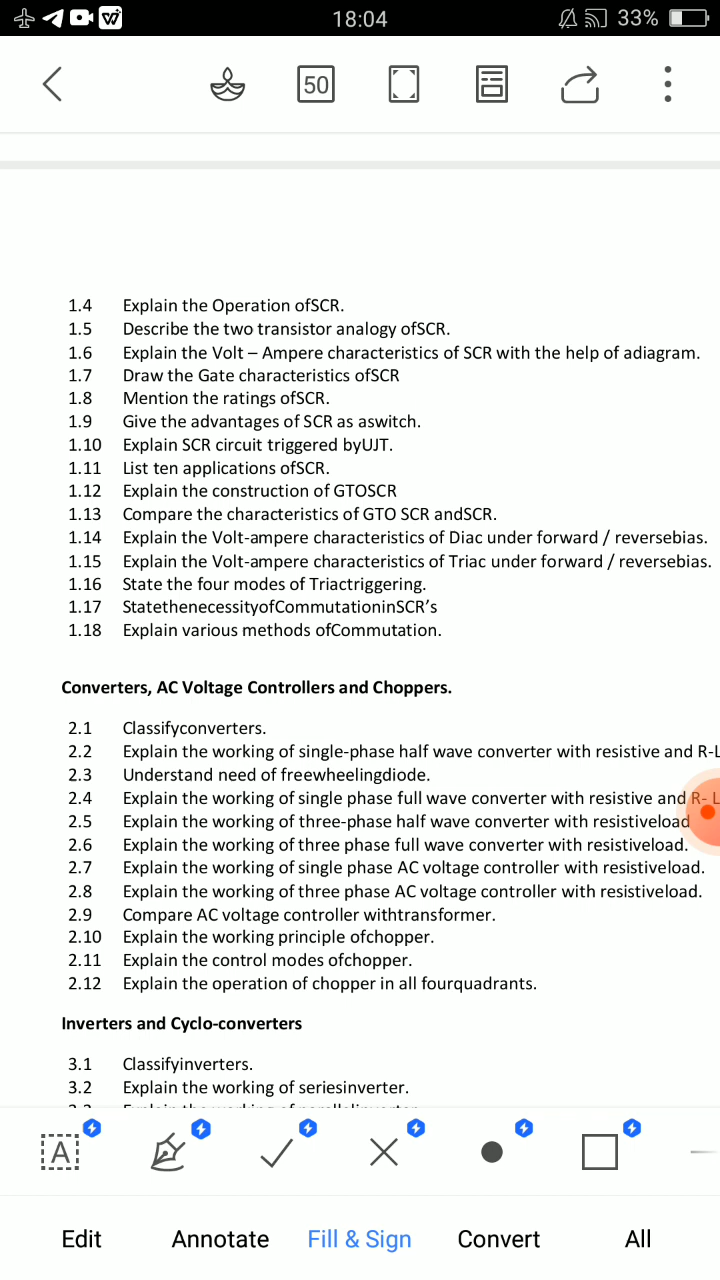 18:04
33%
50
1.4 Explain the Operation ofSCR.
1.5 Describe the two transistor analogy ofSCR.
1.6 Explain the Volt – Ampere characteristics of SCR with the help of adiagram.
1.7 Draw the Gate characteristics ofSCR
1.8 Mention the ratings ofSCR.
1.9 Give the advantages of SCR as aswitch.
1.10 Explain SCR circuit triggered byUJT.
1.11 List ten applications ofSCR.
1.12 Explain the construction of GTOSCR
1.13 Compare the characteristics of GTO SCR andSCR.
1.14 Explain the Volt-ampere characteristics of Diac under forward / reversebias.
1.15 Explain the Volt-ampere characteristics of Triac under forward / reversebias.
1.16 State the four modes of Triactriggering.
1.17 StatethenecessityofCommutationinSCR’s
1.18 Explain various methods ofCommutation.
Converters, AC Voltage Controllers and Choppers.
2.1 Classifyconverters.
2.2 Explain the working of single-phase half wave converter with resistive and R-L
2.3 Understand need of freewheelingdiode.
2.4 Explain the working of single phase full wave converter with resistive and R- L
2.5 Explain the working of three-phase half wave converter with resistiveload
2.6 Explain the working of three phase full wave converter with resistiveload.
2.7 Explain the working of single phase AC voltage controller with resistiveload.
2.8 Explain the working of three phase AC voltage controller with resistiveload.
2.9 Compare AC voltage controller withtransformer.
2.10 Explain the working principle ofchopper.
2.11 Explain the control modes ofchopper.
2.12 Explain the operation of chopper in all fourquadrants.
Inverters and Cyclo-converters
3.1 Classifyinverters.
3.2 Explain the working of seriesinverter.
A
Edit Annotate Fill & Sign Convert All